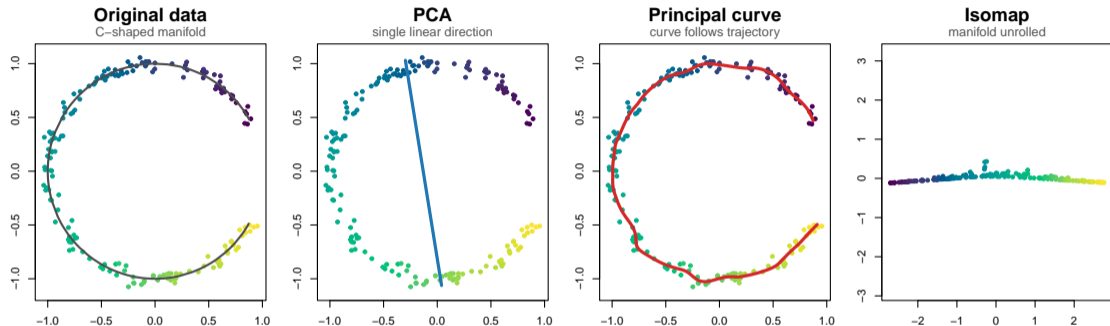 Original data
C-shaped manifold
1.0
0.5
0.0
-0.5
-1.0
-1.0 -0.5 0.0 0.5 1.0
PCA
single linear direction
1.0
0.5
0.0
-0.5
-1.0
-1.0 -0.5 0.0 0.5 1.0
Principal curve
curve follows trajectory
1.0
0.5
0.0
-0.5
-1.0
-1.0 -0.5 0.0 0.5 1.0
Isomap
manifold unrolled
3
2
1
0
-1
-2
-3
-2 -1 0 1 2